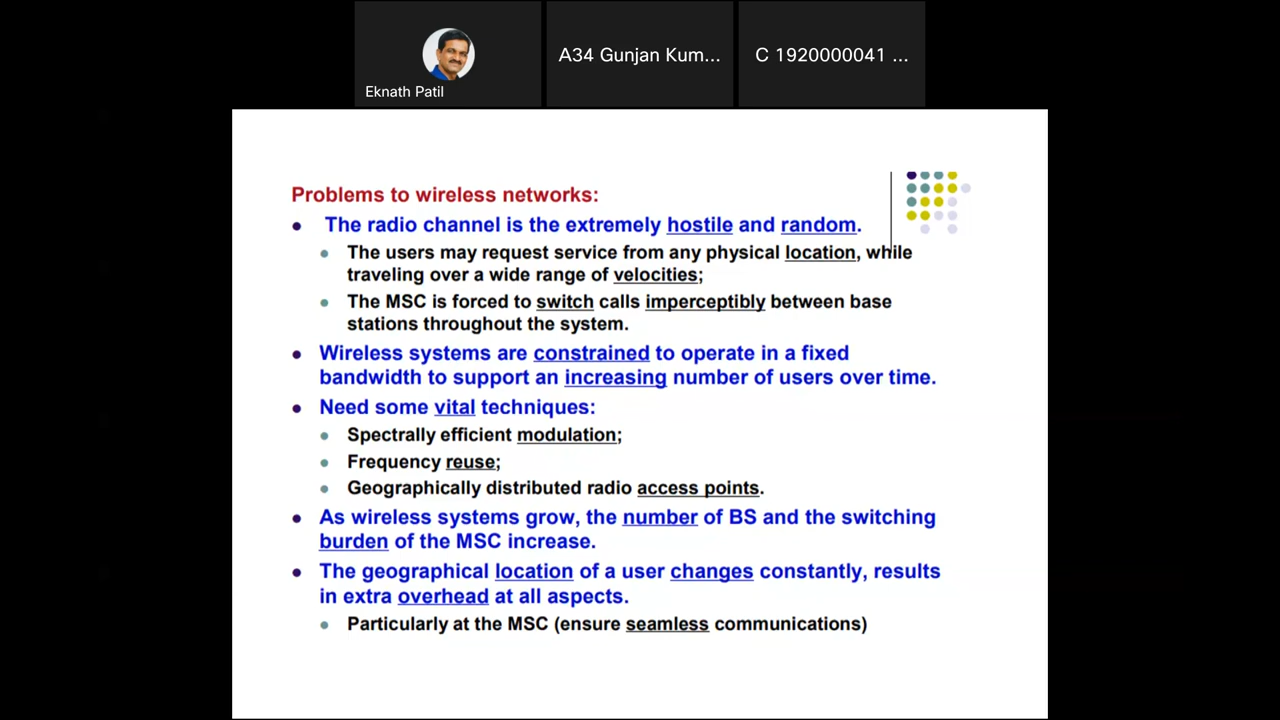 Eknath Patil
A34 Gunjan Kum...
C 1920000041 ...
Problems to wireless networks:
The radio channel is the extremely hostile and random.
The users may request service from any physical location, while
traveling over a wide range of velocities;
The MSC is forced to switch calls imperceptibly between base
stations throughout the system.
Wireless systems are constrained to operate in a fixed
bandwidth to support an increasing number of users over time.
Need some vital techniques:
Spectrally efficient modulation;
Frequency reuse;
Geographically distributed radio access points.
As wireless systems grow, the number of BS and the switching
burden of the MSC increase.
The geographical location of a user changes constantly, results
in extra overhead at all aspects.
Particularly at the MSC (ensure seamless communications)